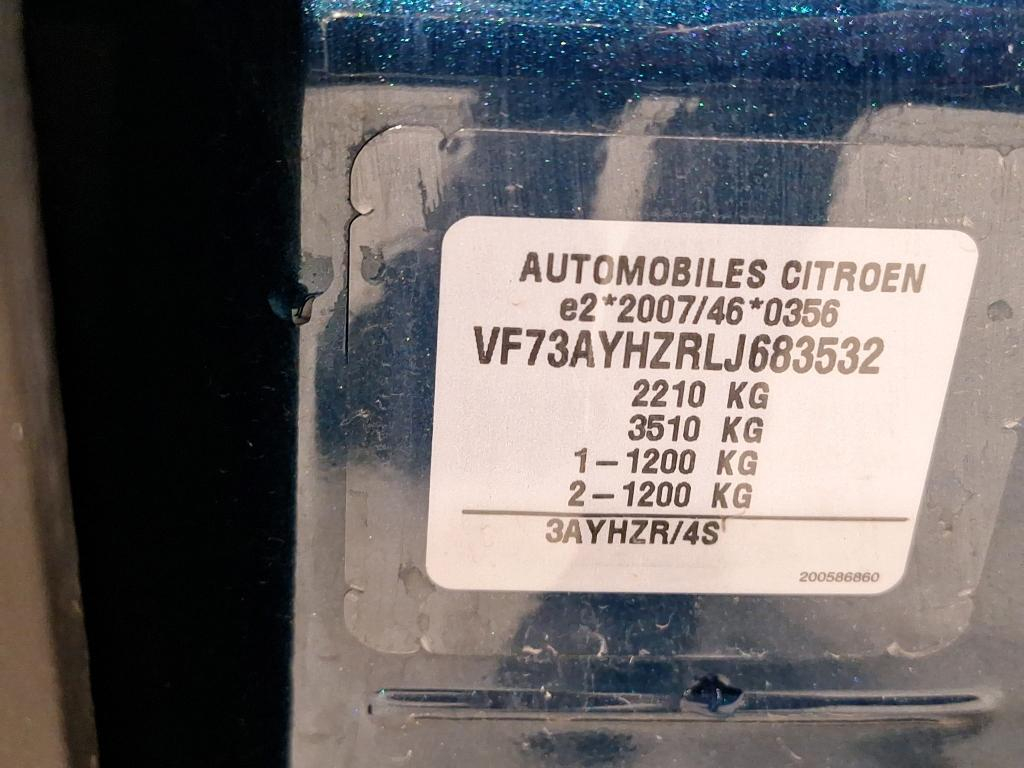 AUTOMOBILES CITROEN
e2*2007/46*0356
VF73AYHZRLJ683532
2210 KG
3510 KG
1-1200 KG
2-1200 KG
3AYHZR/4S
200586860